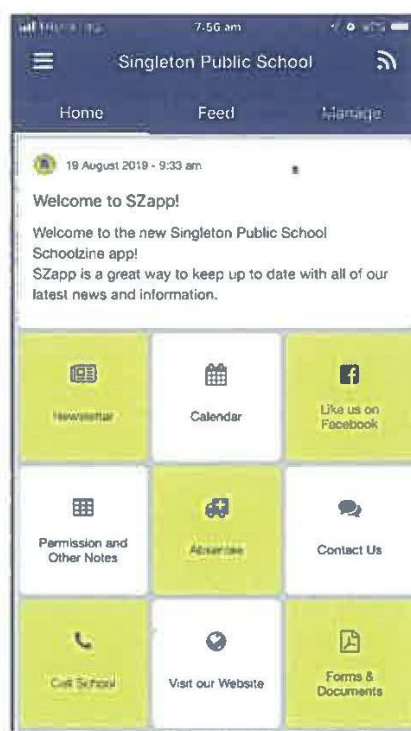 7:56 am
Singleton Public School
Home Feed Manage
19 August 2019 - 9:33 am
Welcome to SZapp!
Welcome to the new Singleton Public School
Schoolzine app!
SZapp is a great way to keep up to date with all of our
latest news and information.
Newsletter
Calendar
Like us on
Facebook
Permission and
Other Notes
Absentee
Contact Us
Call School
Visit our Website
Forms &
Documents